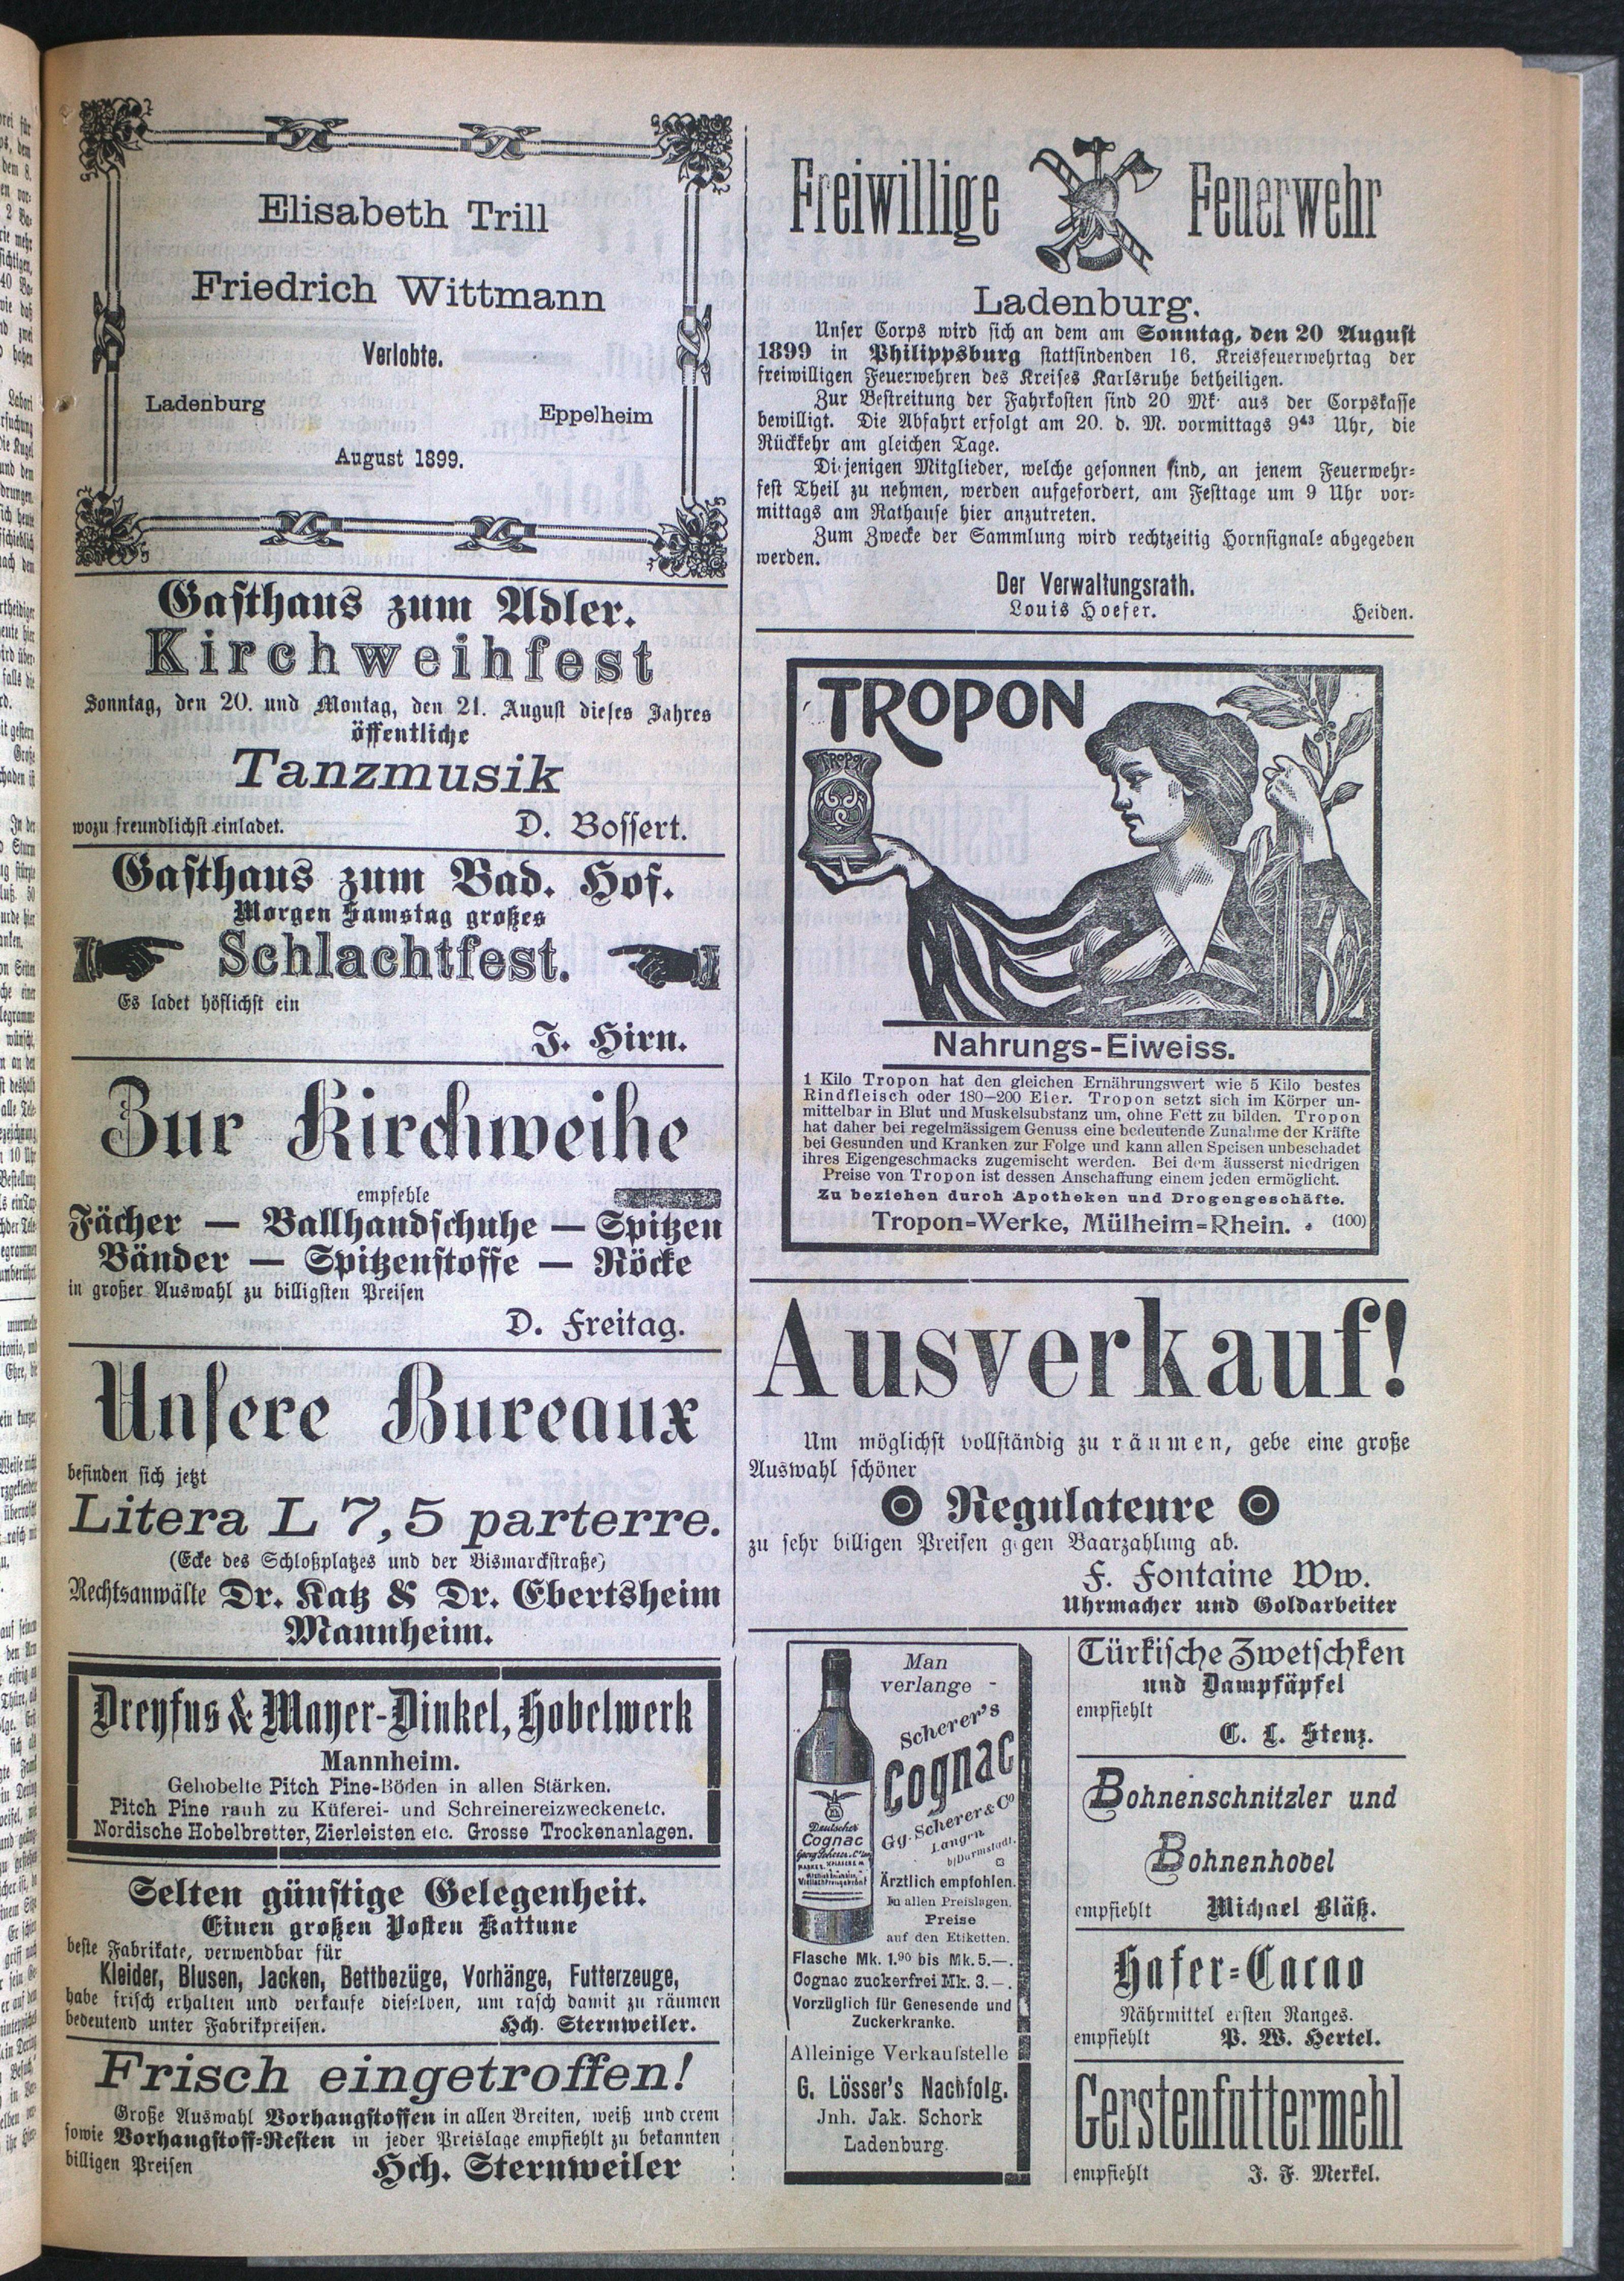 Elisabeth Trill
Friedrich Wittmann
Verlobte.
Ladenburg
Eppelheim
August 1899.
Gasthaus zum Adler.
Kirchweihfest
Sonntag, den 20. und Montag, den 21. August dieses Jahres
öffentliche
Tanzmusik
wozu freundlichst einladet.
D. Bossert.
Gasthaus zum Bad. Hof.
Morgen Samstag großes
Schlachtfest.
Es ladet höflichst ein
J. Hirn.
Zur Kirchweihe
empfehle
Fächer — Ballhandschuhe — Spitzen
Bänder — Spitzenstoffe — Röcke
in großer Auswahl zu billigsten Preisen
D. Freitag.
Unsere Bureaux
befinden sich jetzt
Litera L 7,5 parterre.
(Ecke des Schloßplatzes und der Bismarckstraße)
Rechtsanwälte Dr. Katz & Dr. Ebertsheim
Mannheim.
Dreyfus & Mayer-Dinkel, Hobelwerk
Mannheim.
Gehobelte Pitch Pine-Böden in allen Stärken.
Pitch Pine rauh zu Küferei- und Schreinereizwecken etc.
Nordische Hobelbretter, Zierleisten etc. Grosse Trockenanlagen.
Selten günstige Gelegenheit.
Einen großen Posten Kattune
beste Fabrikate, verwendbar für
Kleider, Blusen, Jacken, Bettbezüge, Vorhänge, Futterzeuge,
habe frisch erhalten und verkaufe dieselben, um rasch damit zu räumen
bedeutend unter Fabrikpreisen.
Hch. Sternweiler.
Frisch eingetroffen!
Große Auswahl Vorhangstoffen in allen Breiten, weiß und crem
sowie Vorhangstoff-Resten in jeder Preislage empfiehlt zu bekannten
billigen Preisen
Hch. Sternweiler
Freiwillige Feuerwehr
Ladenburg.
Unser Corps wird sich an dem am Sonntag, den 20 August
1899 in Philippsburg stattfindenden 16. Kreisfeuerwehrtag der
freiwilligen Feuerwehren des Kreises Karlsruhe betheiligen.
Zur Bestreitung der Fahrkosten sind 20 Mk. aus der Corpskasse
bewilligt. Die Abfahrt erfolgt am 20. d. M. vormittags 9⁴³ Uhr, die
Rückkehr am gleichen Tage.
Diejenigen Mitglieder, welche gesonnen sind, an jenem Feuerwehr-
fest Theil zu nehmen, werden aufgefordert, am Festtage um 9 Uhr vor-
mittags am Rathause hier anzutreten.
Zum Zwecke der Sammlung wird rechtzeitig Hornsignale abgegeben
werden.
Der Verwaltungsrath.
Louis Hoefer.
Heiden.
TROPON
TROPON
Nahrungs-Eiweiss.
1 Kilo Tropon hat den gleichen Ernährungswert wie 5 Kilo bestes
Rindfleisch oder 180—200 Eier. Tropon setzt sich im Körper un-
mittelbar in Blut und Muskelsubstanz um, ohne Fett zu bilden. Tropon
hat daher bei regelmässigem Genuss eine bedeutende Zunahme der Kräfte
bei Gesunden und Kranken zur Folge und kann allen Speisen unbeschadet
ihres Eigengeschmacks zugemischt werden. Bei dem äusserst niedrigen
Preise von Tropon ist dessen Anschaffung einem jeden ermöglicht.
Zu beziehen durch Apotheken und Drogengeschäfte.
Tropon-Werke, Mülheim-Rhein. (100)
Ausverkauf!
Um möglichst vollständig zu räumen, gebe eine große
Auswahl schöner
Regulateure
zu sehr billigen Preisen gegen Baarzahlung ab.
F. Fontaine Ww.
Uhrmacher und Goldarbeiter
Man
verlange -
Scherer's
Cognac
Gg. Scherer & Co
Langen
b/Darmstadt.
Deutscher
Cognac
Ärztlich empfohlen.
In allen Preislagen.
Preise
auf den Etiketten.
Flasche Mk. 1.90 bis Mk. 5.—.
Cognac zuckerfrei Mk. 3.—.
Vorzüglich für Genesende und
Zuckerkranke.
Alleinige Verkaufstelle
G. Lösser's Nachfolg.
Jnh. Jak. Schork
Ladenburg.
Türkische Zwetschken
und Dampfäpfel
empfiehlt
C. L. Stenz.
Bohnenschnitzler und
Bohnenhobel
empfiehlt Michael Bläß.
Hafer-Cacao
Nährmittel ersten Ranges.
empfiehlt P. W. Hertel.
Gerstenfuttermehl
empfiehlt J. F. Merkel.